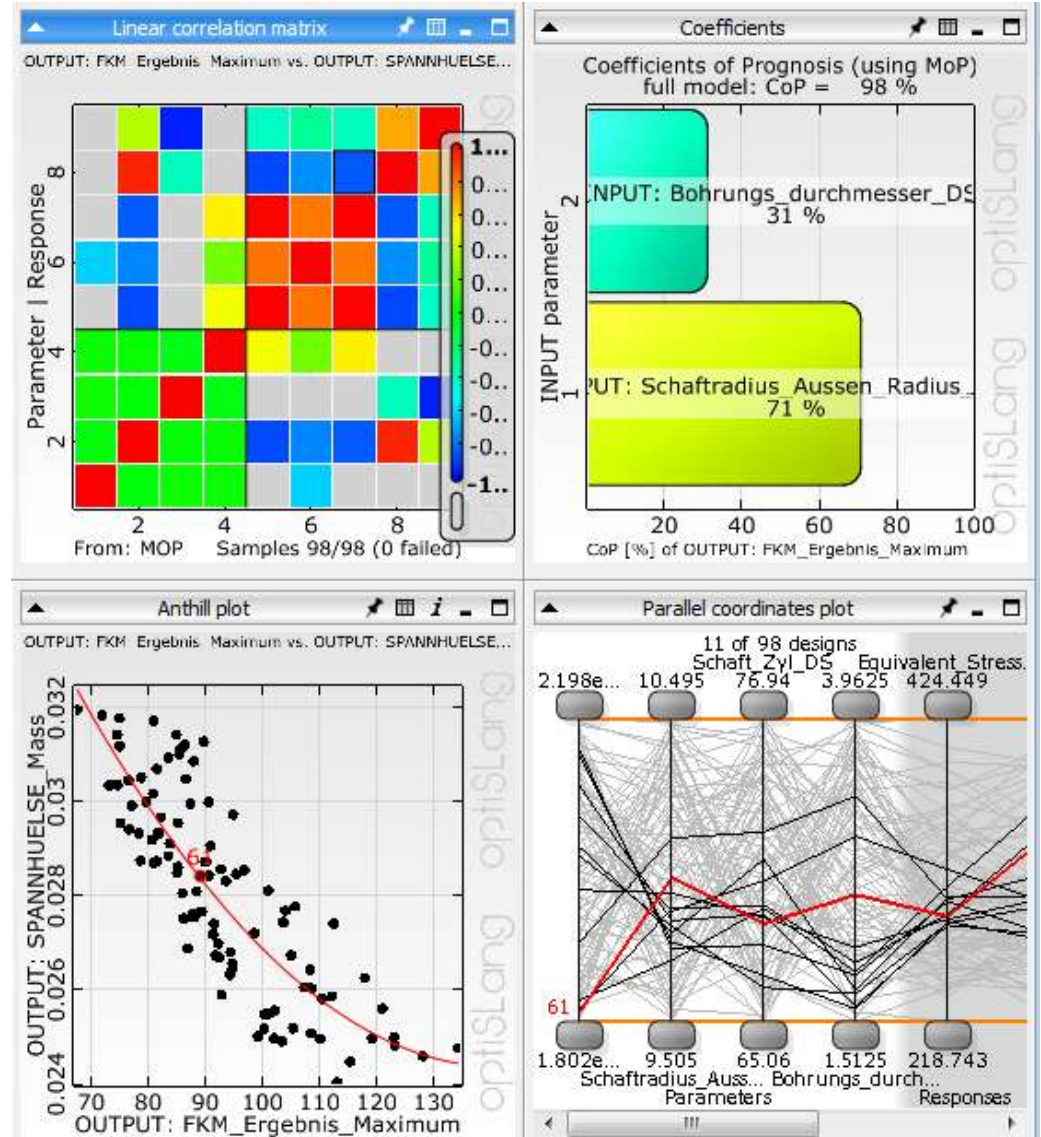 Linear correlation matrix
OUTPUT: FKM Ergebnis Maximum vs. OUTPUT: SPANNHUELSE...
Parameter | Response
8
6
4
2
2
4
6
8
1...
0...
0...
0...
0...
0...
-0..
-0..
-0..
-0..
-1..
From: MOP
Samples 98/98 (0 failed)
Coefficients
Coefficients of Prognosis (using MoP)
full model: CoP = 98 %
INPUT parameter
2
1
INPUT: Bohrungs_durchmesser_DS
31 %
PUT: Schaftradius_Aussen_Radius_
71 %
20 40 60 80 100
CoP [%] of OUTPUT: FKM_Ergebnis_Maximum
optiSLang
optiSLang
Anthill plot
OUTPUT: FKM Ergebnis Maximum vs. OUTPUT: SPANNHUELSE...
OUTPUT: SPANNHUELSE_Mass
0.032
0.03
0.028
0.026
0.024
61
70 80 90 100 110 120 130
OUTPUT: FKM_Ergebnis_Maximum
optiSLang
optiSLang
Parallel coordinates plot
11 of 98 designs
Schaft_Zyl_DS Equivalent_Stress.
2.198e... 10.495 76.94 3.9625 424.449
61
1.802e... 9.505 65.06 1.5125 218.743
Schaftradius_Auss... Bohrungs_durch...
Parameters
Responses